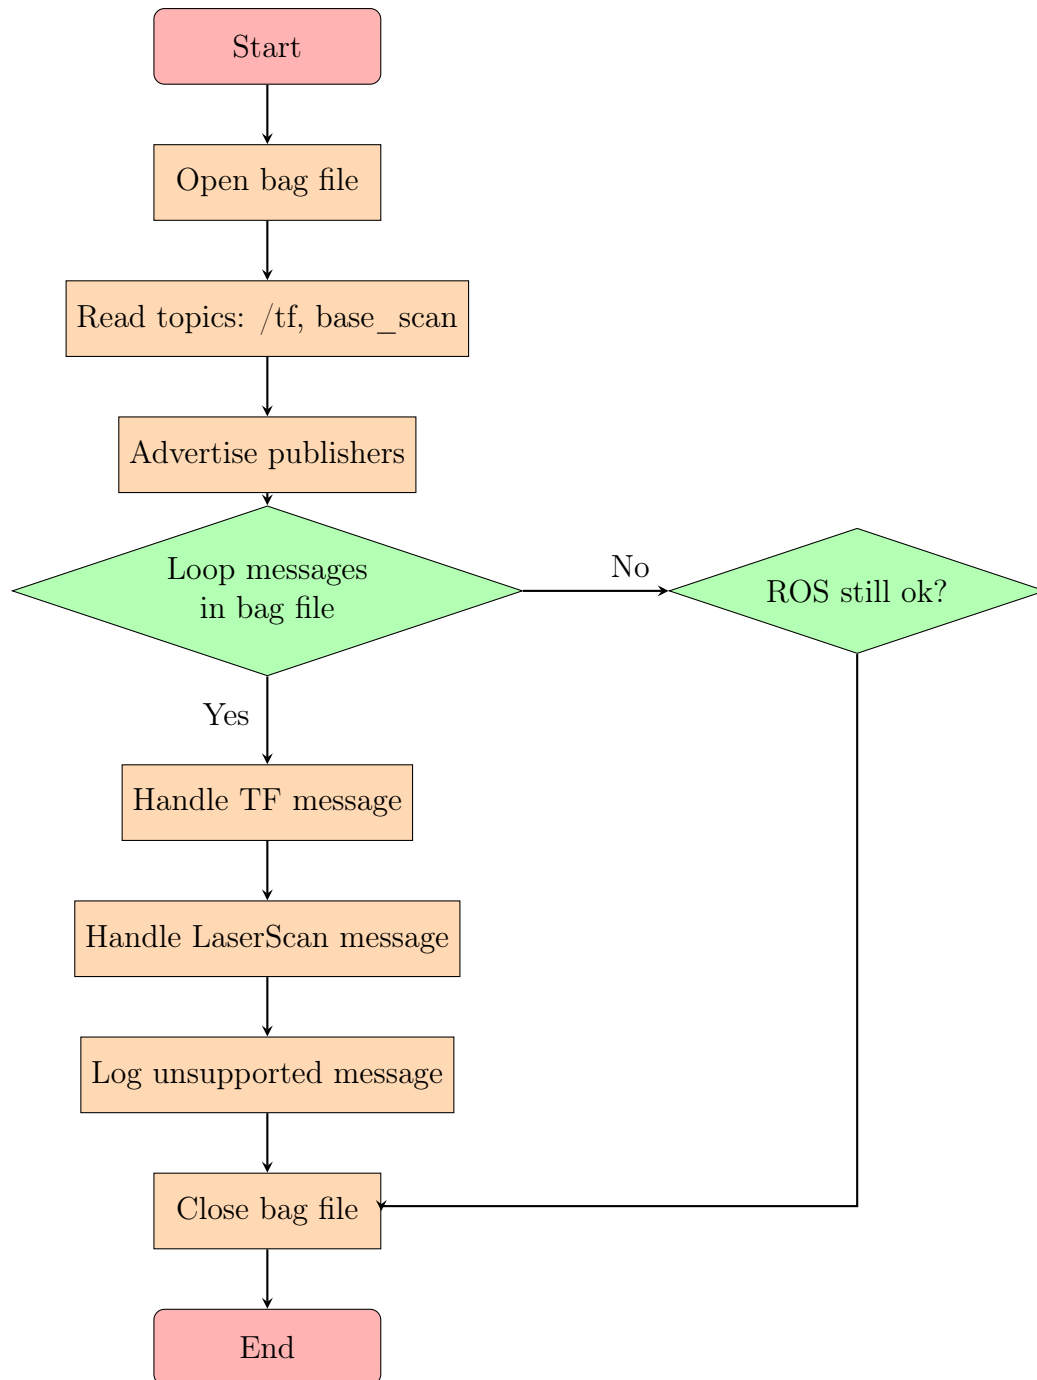 Start
Open bag file
Read topics: /tf, base_scan
Advertise publishers
Loop messages
in bag file
No
ROS still ok?
Yes
Handle TF message
Handle LaserScan message
Log unsupported message
Close bag file
End